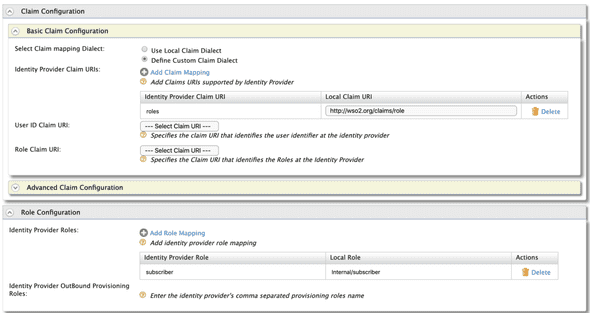 Claim Configuration
Basic Claim Configuration
Select Claim mapping Dialect:
Use Local Claim Dialect
Define Custom Claim Dialect
Identity Provider Claim URIs:
Add Claim Mapping
Add Claims URIs supported by Identity Provider
Identity Provider Claim URI Local Claim URI Actions
roles http://wso2.org/claims/role Delete
User ID Claim URI:
--- Select Claim URI ---
Specifies the claim URI that identifies the user identifier at the identity provider
Role Claim URI:
--- Select Claim URI ---
Specifies the Claim URI that identifies the Roles at the Identity Provider
Advanced Claim Configuration
Role Configuration
Identity Provider Roles:
Add Role Mapping
Add identity provider role mapping
Identity Provider Role Local Role Actions
subscriber Internal/subscriber Delete
Identity Provider OutBound Provisioning
Roles:
Enter the identity provider's comma separated provisioning roles name